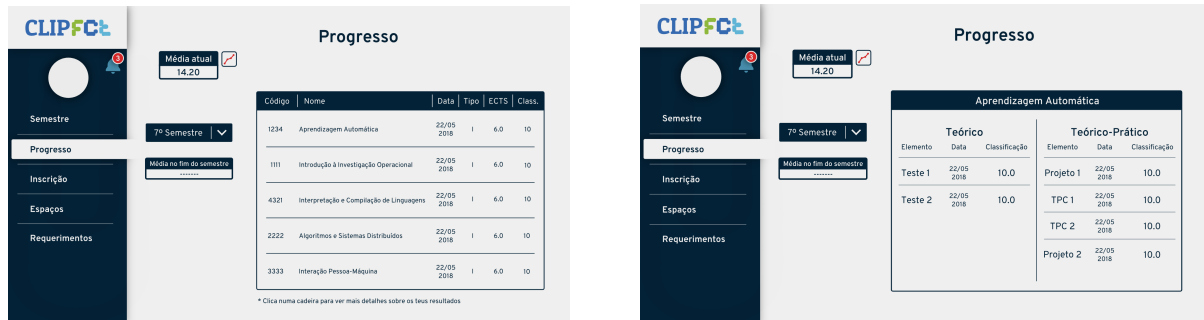 CLIPFCt
3
Semestre
Progresso
Inscrição
Espaços
Requerimentos
Progresso
Média atual
14.20
7º Semestre
Média no fim do semestre
-------
Código Nome Data Tipo ECTS Class.
1234 Aprendizagem Automática 22/05 2018 I 6.0 10
1111 Introdução à Investigação Operacional 22/05 2018 I 6.0 10
4321 Interpretação e Compilação de Linguagens 22/05 2018 I 6.0 10
2222 Algoritmos e Sistemas Distribuídos 22/05 2018 I 6.0 10
3333 Interação Pessoa-Máquina 22/05 2018 I 6.0 10
* Clica numa cadeira para ver mais detalhes sobre os teus resultados
CLIPFCt
3
Semestre
Progresso
Inscrição
Espaços
Requerimentos
Progresso
Média atual
14.20
7º Semestre
Média no fim do semestre
-------
Aprendizagem Automática
Teórico
Elemento Data Classificação
Teste 1 22/05 2018 10.0
Teste 2 22/05 2018 10.0
Teórico-Prático
Elemento Data Classificação
Projeto 1 22/05 2018 10.0
TPC 1 22/05 2018 10.0
TPC 2 22/05 2018 10.0
Projeto 2 22/05 2018 10.0